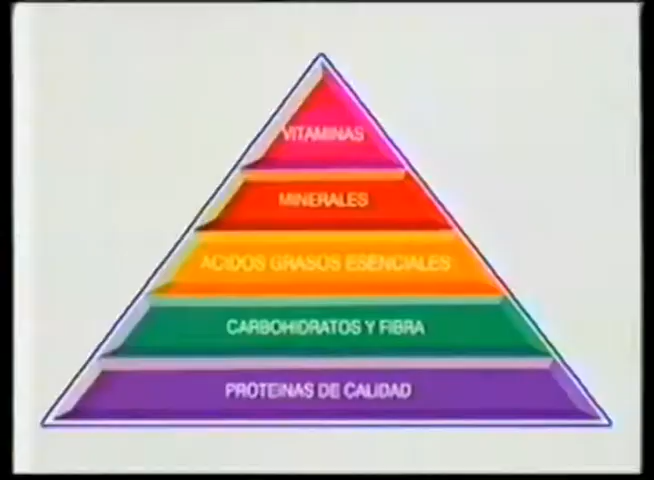 VITAMINAS
MINERALES
ACIDOS GRASOS ESENCIALES
CARBOHIDRATOS Y FIBRA
PROTEINAS DE CALIDAD